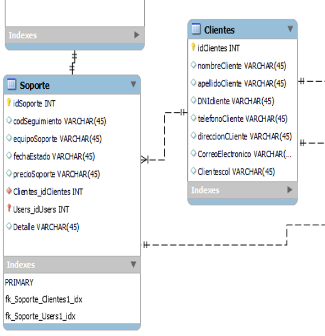 Indexes
Soporte
idSoporte INT
codSeguimiento VARCHAR(45)
equipoSoporte VARCHAR(45)
fechaEstado VARCHAR(45)
precioSoporte VARCHAR(45)
Clientes_idClientes INT
Users_idUsers INT
Detalle VARCHAR(45)
Indexes
PRIMARY
fk_Soporte_Clientes1_idx
fk_Soporte_Users1_idx
Clientes
idClientes INT
nombreCliente VARCHAR(45)
apellidoCliente VARCHAR(45)
DNIcliente VARCHAR(45)
telefonoCliente VARCHAR(45)
direccionCLiente VARCHAR(45)
CorreoElectronico VARCHAR(...
Clientescol VARCHAR(45)
Indexes